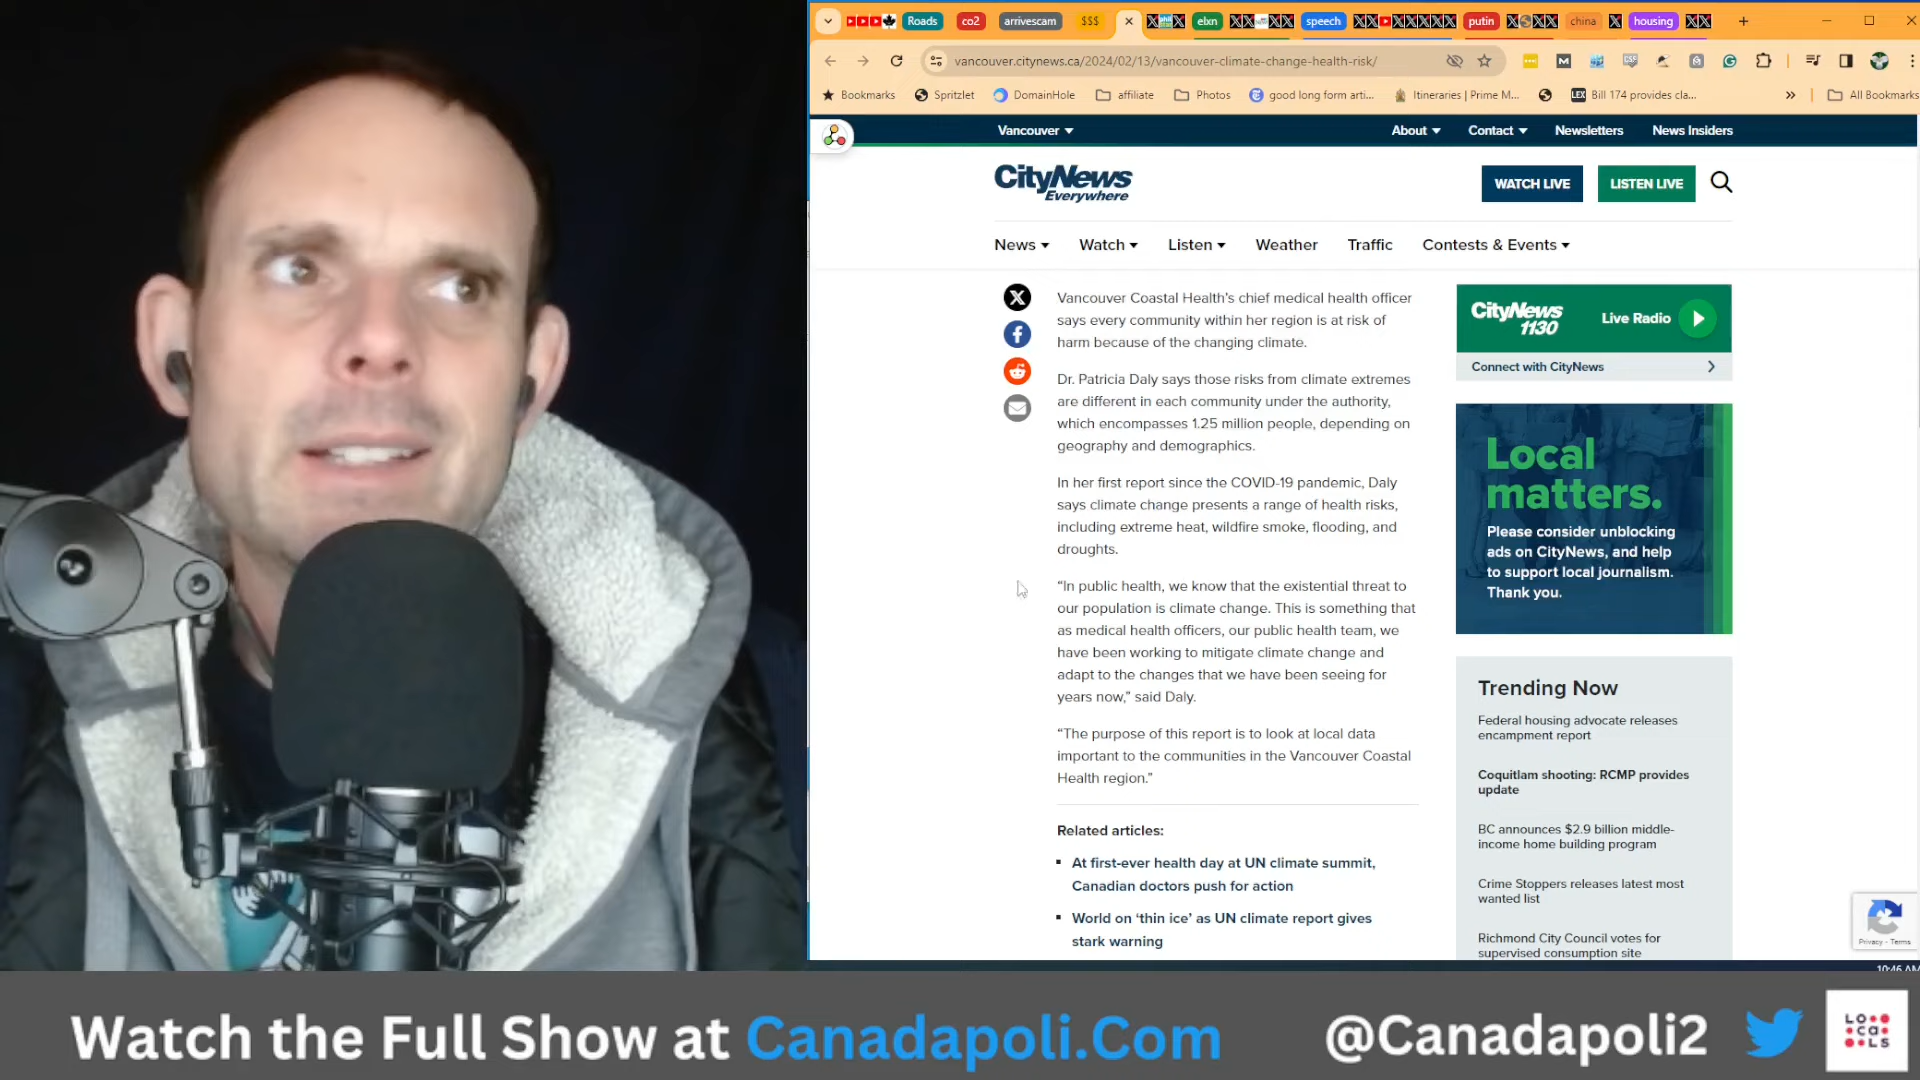 Roads
co2
arrivescam
$$$
elxn
speech
putin
china
housing
vancouver.citynews.ca/2024/02/13/vancouver-climate-change-health-risk/
Bookmarks
Spritzlet
DomainHole
affiliate
Photos
good long form arti...
Itineraries | Prime M...
Bill 174 provides cla...
All Bookmarks
Vancouver
About
Contact
Newsletters
News Insiders
CityNews
Everywhere
WATCH LIVE
LISTEN LIVE
News
Watch
Listen
Weather
Traffic
Contests & Events
Vancouver Coastal Health's chief medical health officer
says every community within her region is at risk of
harm because of the changing climate.
Dr. Patricia Daly says those risks from climate extremes
are different in each community under the authority,
which encompasses 1.25 million people, depending on
geography and demographics.
In her first report since the COVID-19 pandemic, Daly
says climate change presents a range of health risks,
including extreme heat, wildfire smoke, flooding, and
droughts.
“In public health, we know that the existential threat to
our population is climate change. This is something that
as medical health officers, our public health team, we
have been working to mitigate climate change and
adapt to the changes that we have been seeing for
years now,” said Daly.
“The purpose of this report is to look at local data
important to the communities in the Vancouver Coastal
Health region.”
Related articles:
At first-ever health day at UN climate summit,
Canadian doctors push for action
World on ‘thin ice’ as UN climate report gives
stark warning
CityNews
1130
Live Radio
Connect with CityNews
Local
matters.
Please consider unblocking
ads on CityNews, and help
to support local journalism.
Thank you.
Trending Now
Federal housing advocate releases
encampment report
Coquitlam shooting: RCMP provides
update
BC announces $2.9 billion middle-
income home building program
Crime Stoppers releases latest most
wanted list
Richmond City Council votes for
supervised consumption site
Privacy - Terms
10:46 AM
Watch the Full Show at Canadapoli.Com
@Canadapoli2
LO
ca
aLS